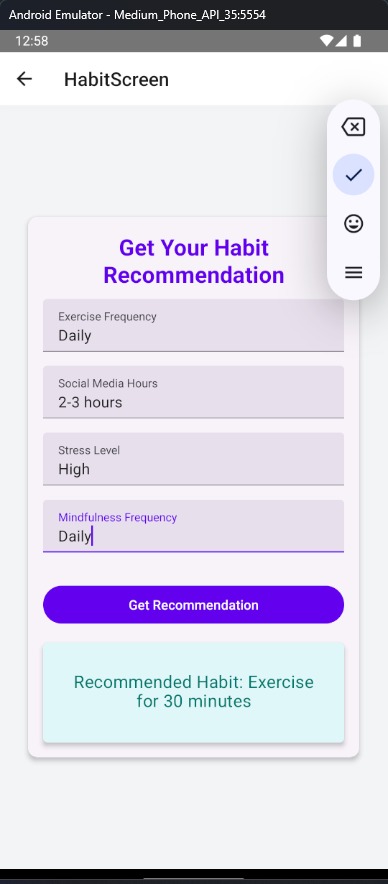 Android Emulator - Medium_Phone_API_35:5554
12:58
HabitScreen
Get Your Habit
Recommendation
Exercise Frequency
Daily
Social Media Hours
2-3 hours
Stress Level
High
Mindfulness Frequency
Daily
Get Recommendation
Recommended Habit: Exercise
for 30 minutes